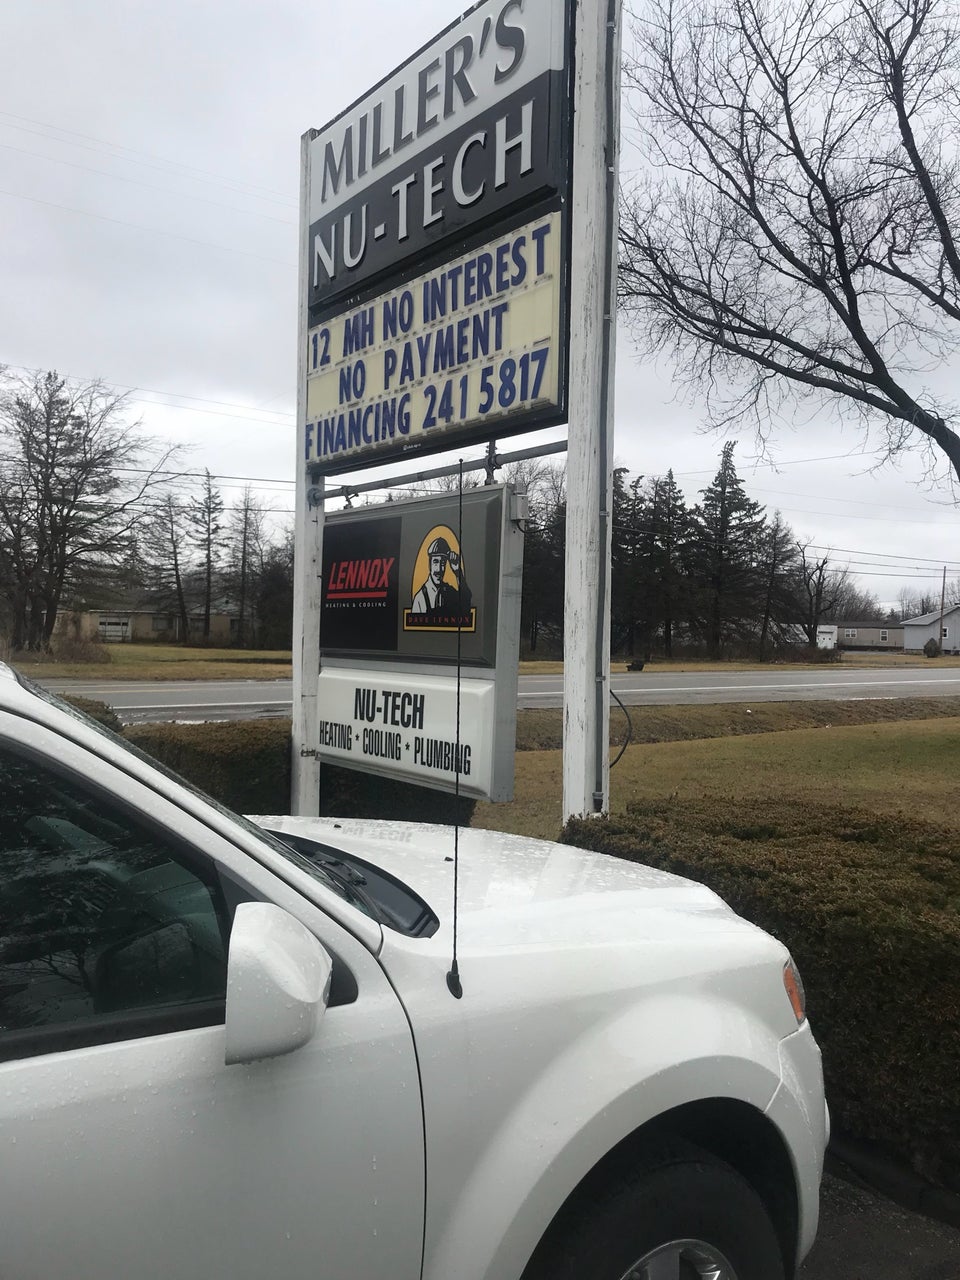 MILLER'S
NU-TECH
12 MH NO INTEREST
NO PAYMENT
FINANCING 241 5817
LENNOX
HEATING & COOLING
DAVE LENNOX
NU-TECH
HEATING * COOLING * PLUMBING